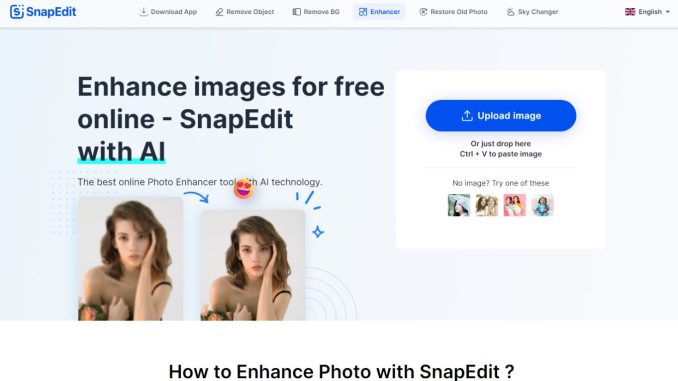 SnapEdit
Download App
Remove Object
Remove BG
Enhancer
Restore Old Photo
Sky Changer
English
Enhance images for free
online - SnapEdit
with AI
The best online Photo Enhancer tool with AI technology.
Upload image
Or just drop here
Ctrl + V to paste image
No image? Try one of these
How to Enhance Photo with SnapEdit ?